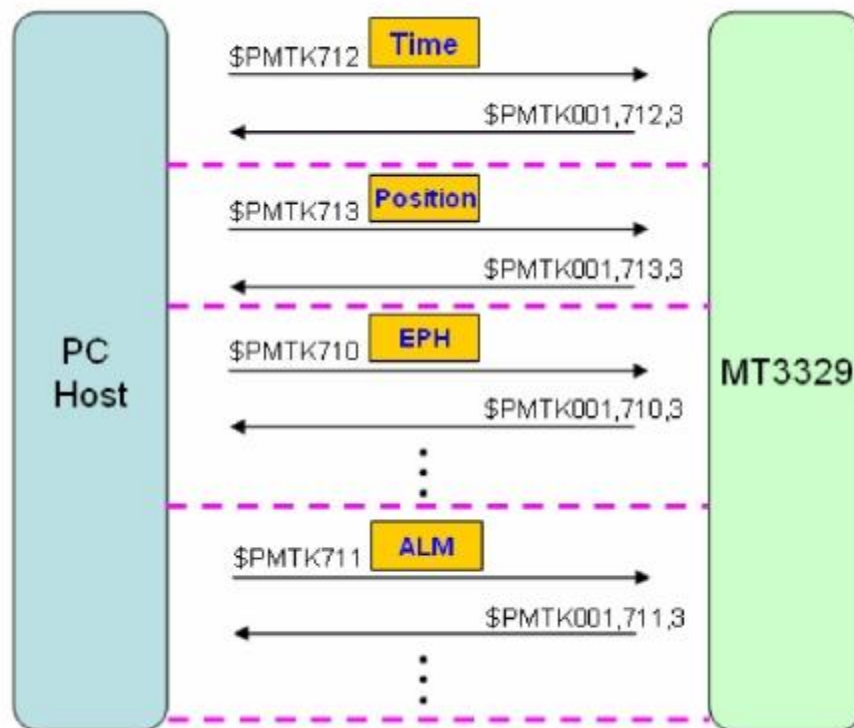 $PMTK712
Time
$PMTK001,712,3
$PMTK713
Position
$PMTK001,713,3
PC
Host
MT3329
$PMTK710
EPH
$PMTK001,710,3
$PMTK711
ALM
$PMTK001,711,3